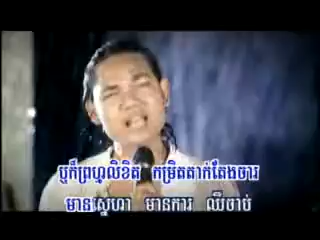 ឬក៏ព្រហ្មលិខិត កម្រិតតាក់តែងចារ
មានស្នេហា មានការ ឈឺចាប់